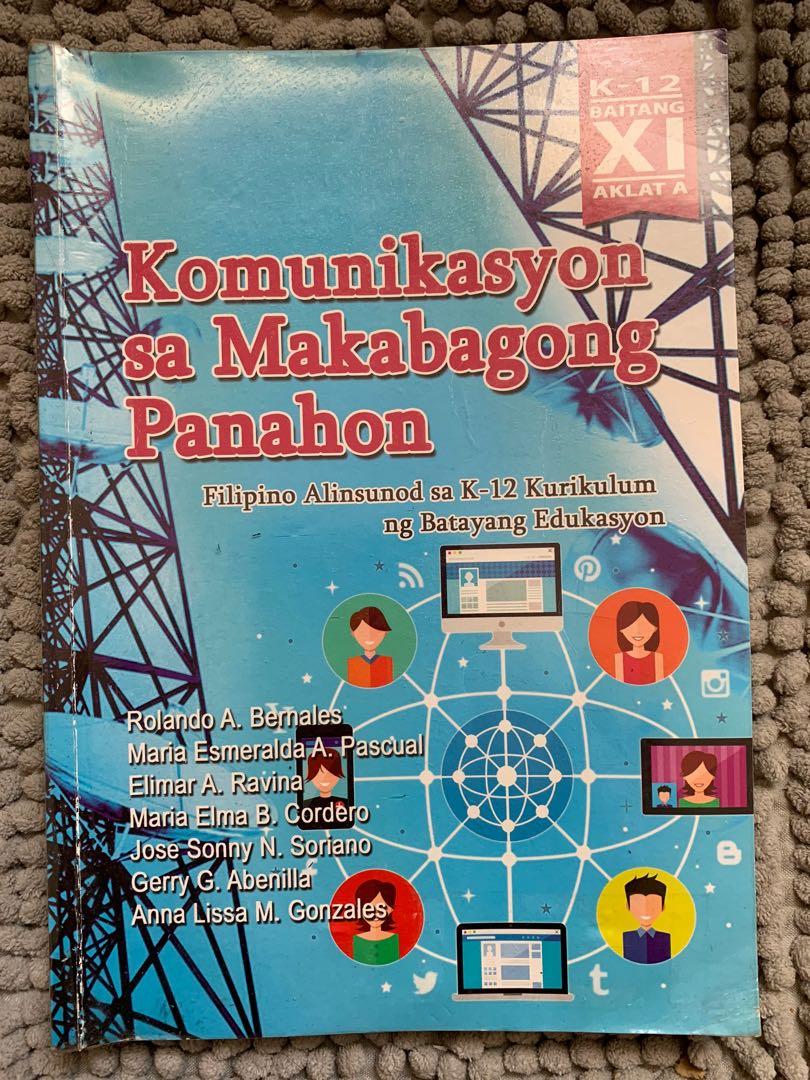 K-12
BAITANG
XI
AKLAT A
Komunikasyon
sa Makabagong
Panahon
Filipino Alinsunod sa K-12 Kurikulum
ng Batayang Edukasyon
Rolando A. Bernales
Maria Esmeralda A. Pascual
Elimar A. Ravina
Maria Elma B. Cordero
Jose Sonny N. Soriano
Gerry G. Abenilla
Anna Lissa M. Gonzales